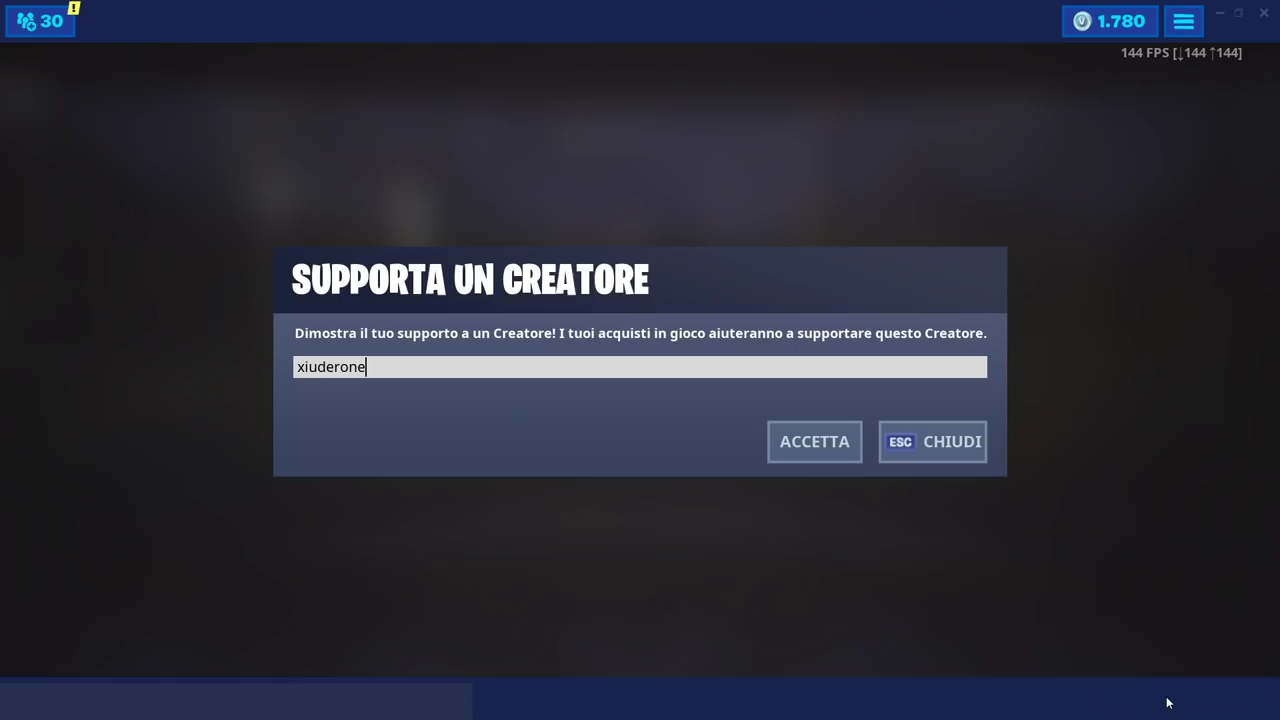 ! 
30
1.780
144 FPS [↓144 ↑144]
SUPPORTA UN CREATORE
Dimostra il tuo supporto a un Creatore! I tuoi acquisti in gioco aiuteranno a supportare questo Creatore.
xiuderone
ACCETTA
ESC CHIUDI